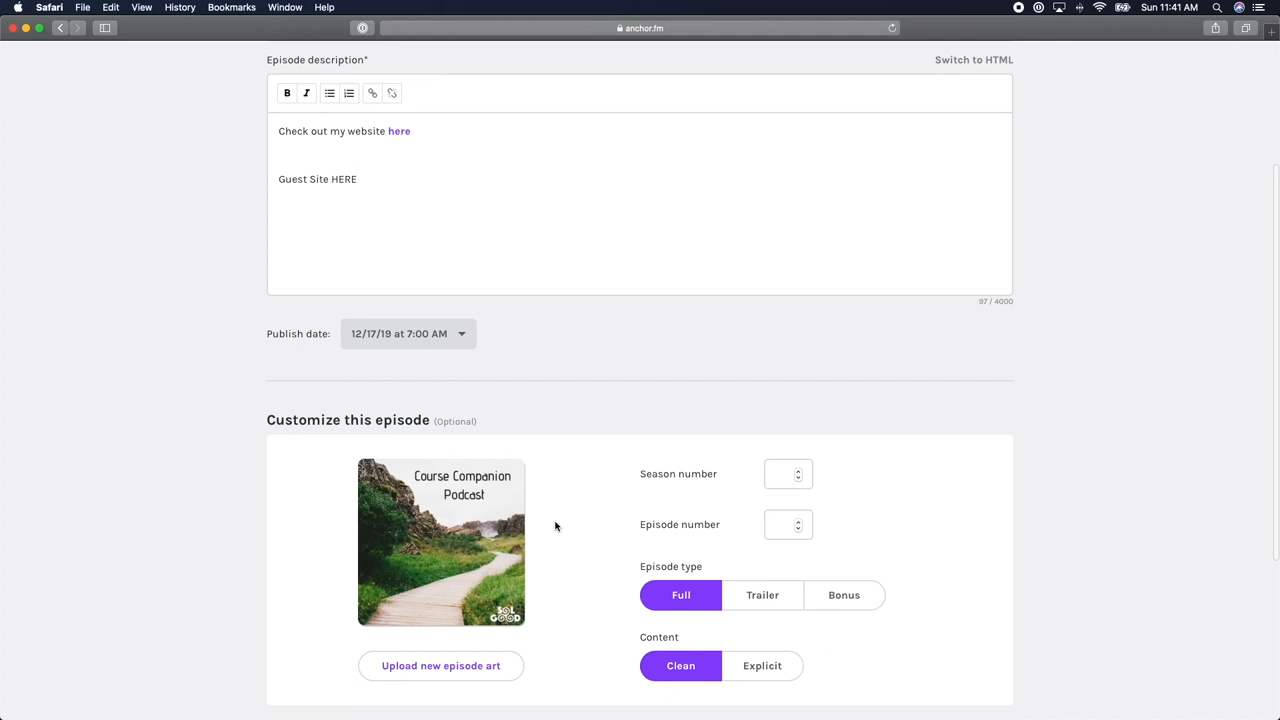 Safari File Edit View History Bookmarks Window Help Sun 11:41 AM
anchor.fm
Episode description* Switch to HTML
B I
Check out my website here
Guest Site HERE
97 / 4000
Publish date: 12/17/19 at 7:00 AM
Customize this episode (Optional)
Course Companion
Podcast
SOL
GOOD
Upload new episode art
Season number
Episode number
Episode type
Full Trailer Bonus
Content
Clean Explicit